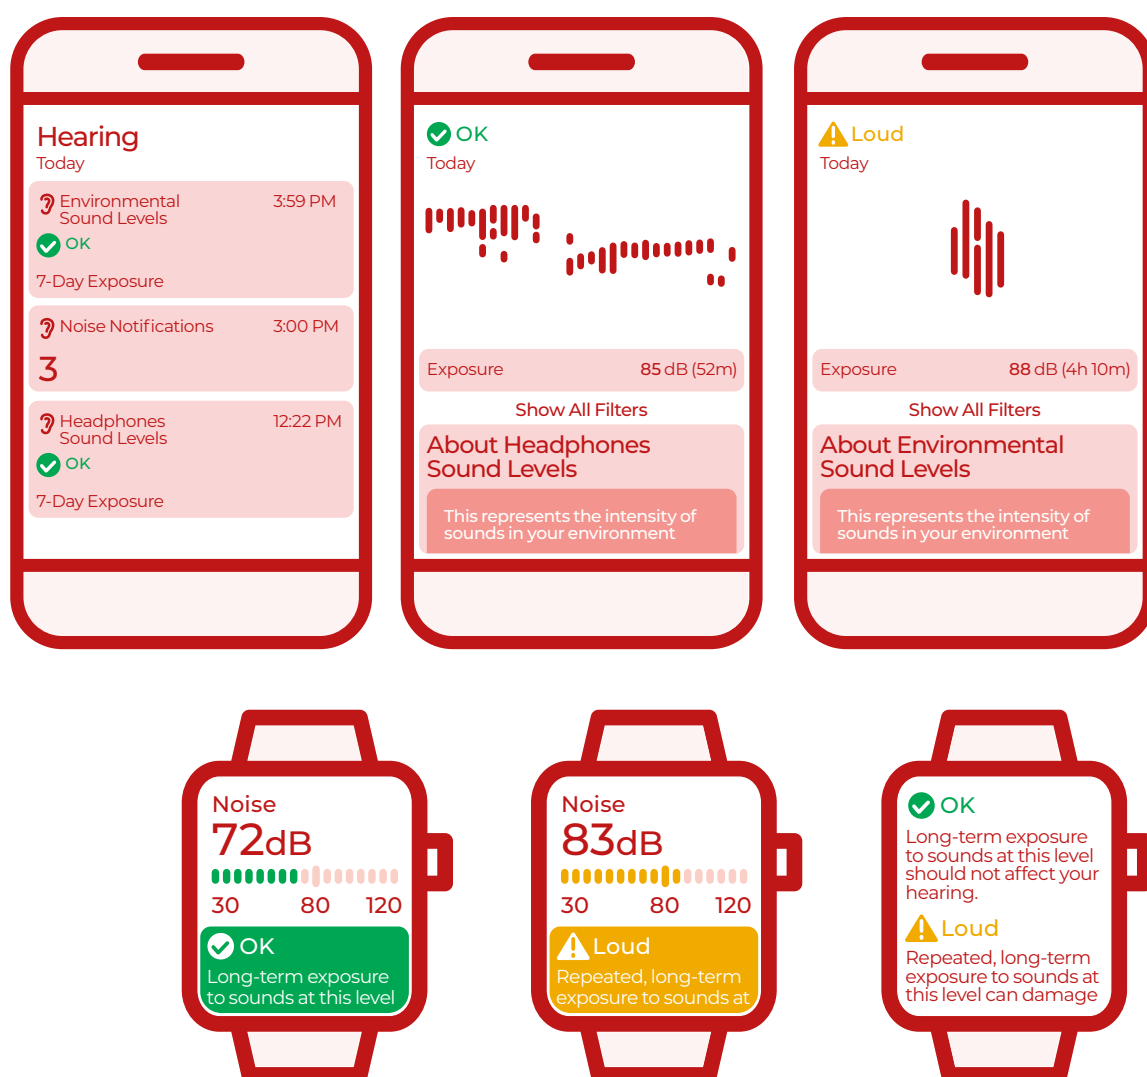 Hearing
Today
Environmental 3:59 PM
Sound Levels
OK
7-Day Exposure
Noise Notifications 3:00 PM
3
Headphones 12:22 PM
Sound Levels
OK
7-Day Exposure
OK
Today
Exposure 85 dB (52m)
Show All Filters
About Headphones
Sound Levels
This represents the intensity of
sounds in your environment
Loud
Today
Exposure 88 dB (4h 10m)
Show All Filters
About Environmental
Sound Levels
This represents the intensity of
sounds in your environment
Noise
72dB
30 80 120
OK
Long-term exposure
to sounds at this level
Noise
83dB
30 80 120
Loud
Repeated, long-term
exposure to sounds at
OK
Long-term exposure
to sounds at this level
should not affect your
hearing.
Loud
Repeated, long-term
exposure to sounds at
this level can damage